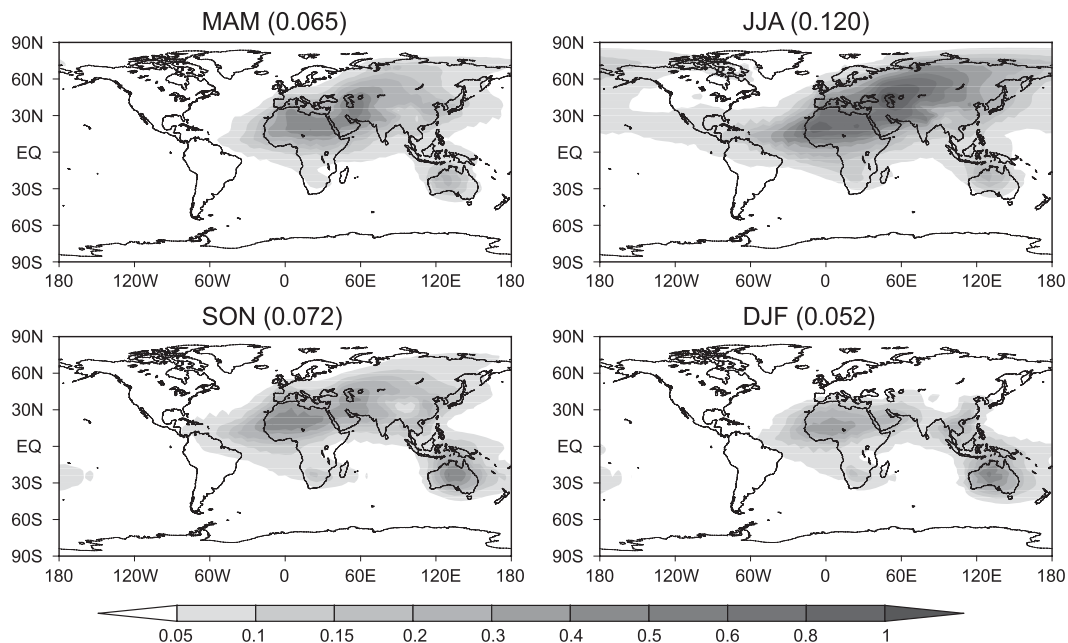 MAM (0.065)
JJA (0.120)
90N
60N
30N
EQ
30S
60S
90S
180 120W 60W 0 60E 120E 180
90N
60N
30N
EQ
30S
60S
90S
180 120W 60W 0 60E 120E 180
SON (0.072)
DJF (0.052)
90N
60N
30N
EQ
30S
60S
90S
180 120W 60W 0 60E 120E 180
90N
60N
30N
EQ
30S
60S
90S
180 120W 60W 0 60E 120E 180
0.05 0.1 0.15 0.2 0.3 0.4 0.5 0.6 0.8 1